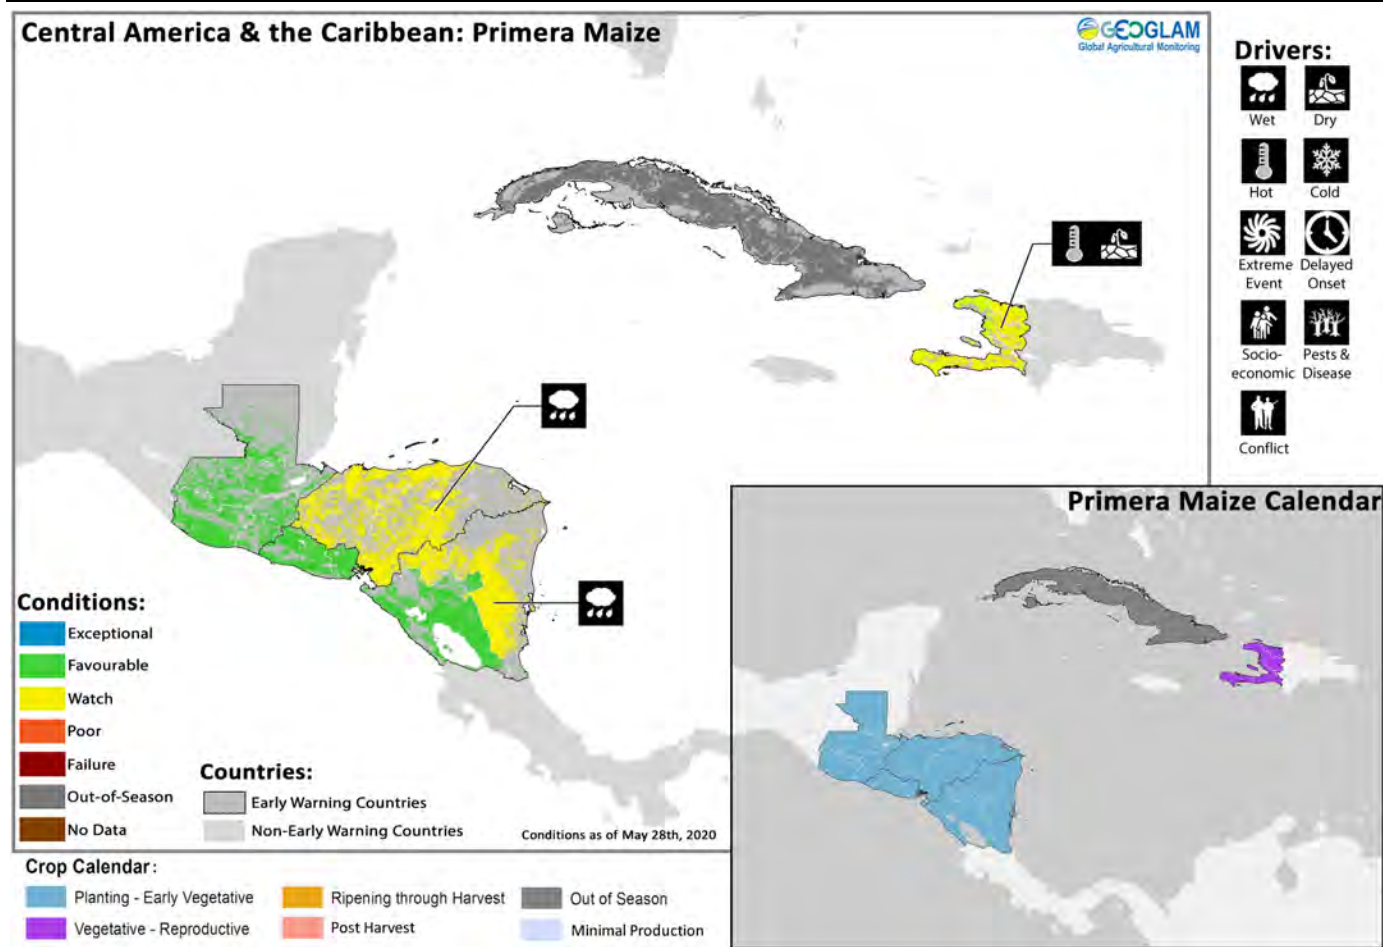 Central America & the Caribbean: Primera Maize
GEOGLAM
Global Agricultural Monitoring
Drivers:
Wet
Dry
Hot
Cold
Extreme
Event
Delayed
Onset
Socio-
economic
Pests &
Disease
Conflict
Primera Maize Calendar
Conditions:
Exceptional
Favourable
Watch
Poor
Failure
Out-of-Season
No Data
Countries:
Early Warning Countries
Non-Early Warning Countries
Conditions as of May 28th, 2020
Crop Calendar:
Planting - Early Vegetative
Ripening through Harvest
Out of Season
Vegetative - Reproductive
Post Harvest
Minimal Production